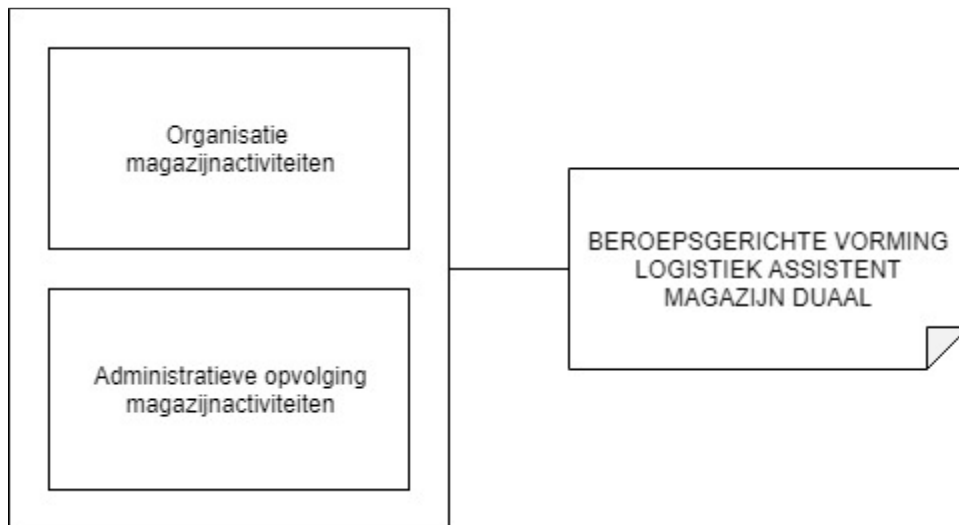 Organisatie
magazijnactiviteiten
BEROEPSGERICHTE VORMING
LOGISTIEK ASSISTENT
MAGAZIJN DUAAL
Administratieve opvolging
magazijnactiviteiten